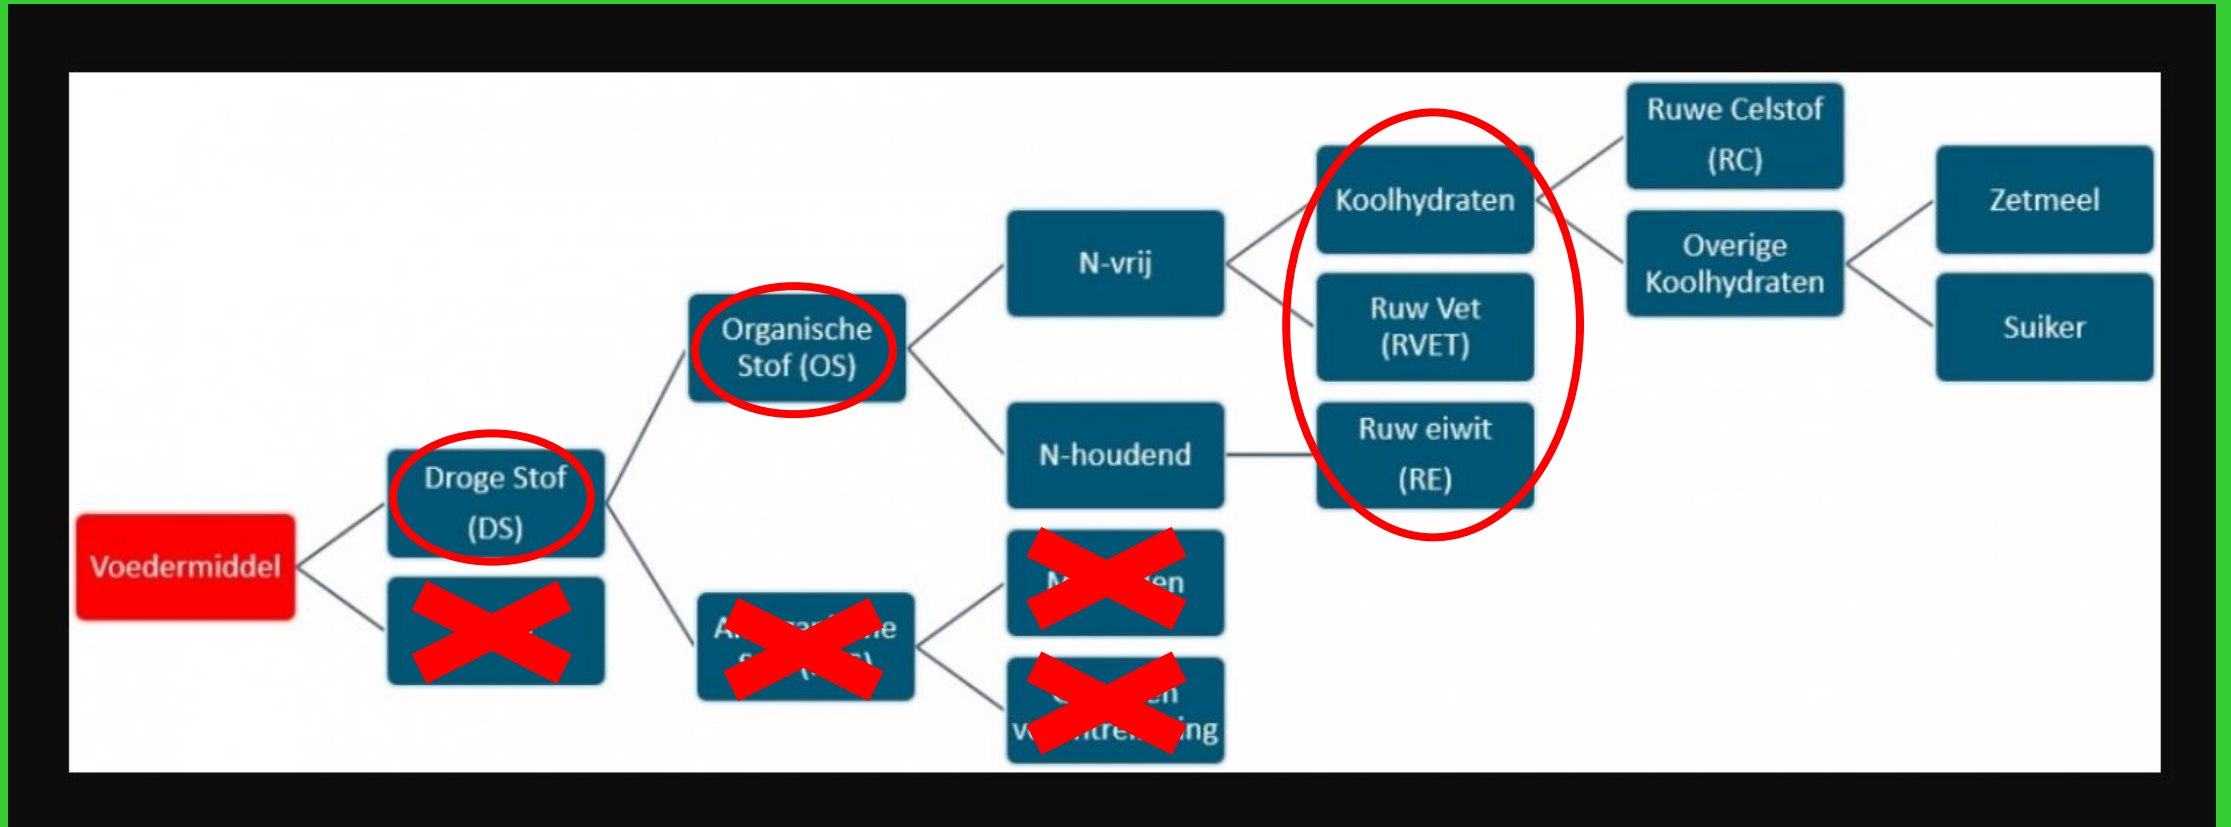 Voedermiddel
Droge Stof
(DS)
Organische
Stof (OS)
N-vrij
N-houdend
Koolhydraten
Ruw Vet
(RVET)
Ruw eiwit
(RE)
Ruwe Celstof
(RC)
Overige
Koolhydraten
Zetmeel
Suiker